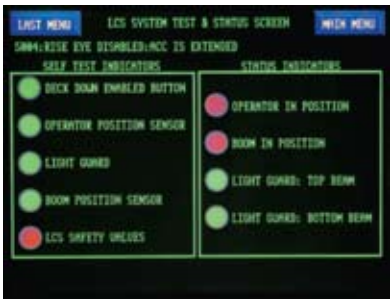 LAST MENU
LCS SYSTEM TEST & STATUS SCREEN
MAIN MENU
5004:RISE EYE DISABLED:ACC IS EXTENDED
SELF TEST INDICATORS
DECK DOWN ENABLED BUTTON
OPERATOR POSITION SENSOR
LIGHT GUARD
BOOM POSITION SENSOR
LCS SAFETY VALVES
STATUS INDICATORS
OPERATOR IN POSITION
BOOM IN POSITION
LIGHT GUARD: TOP BEAM
LIGHT GUARD: BOTTOM BEAM